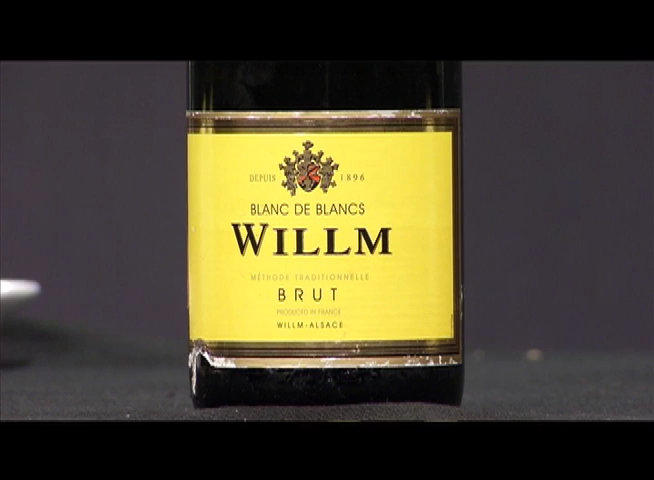 DEPUIS 1896
BLANC DE BLANCS
WILLM
MÉTHODE TRADITIONNELLE
BRUT
PRODUCED IN FRANCE
WILLM-ALSACE